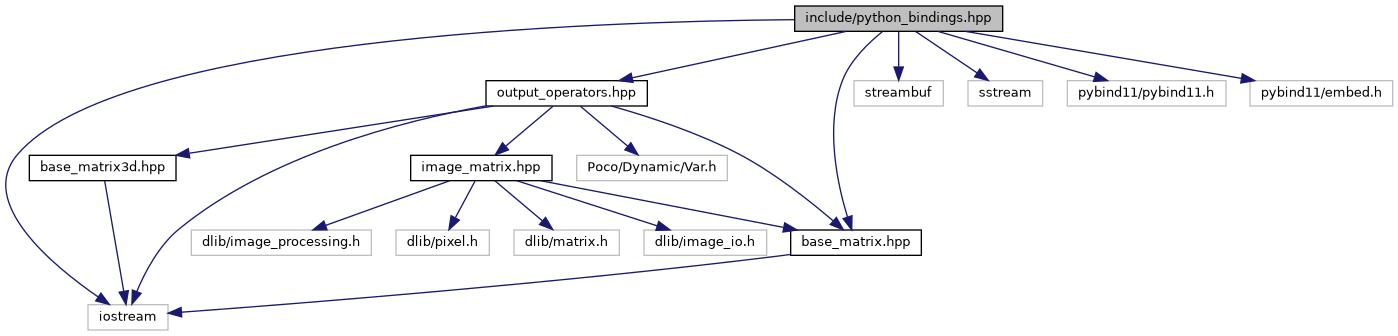 include/python_bindings.hpp
output_operators.hpp
streambuf
sstream
pybind11/pybind11.h
pybind11/embed.h
base_matrix3d.hpp
image_matrix.hpp
Poco/Dynamic/Var.h
dlib/image_processing.h
dlib/pixel.h
dlib/matrix.h
dlib/image_io.h
base_matrix.hpp
iostream